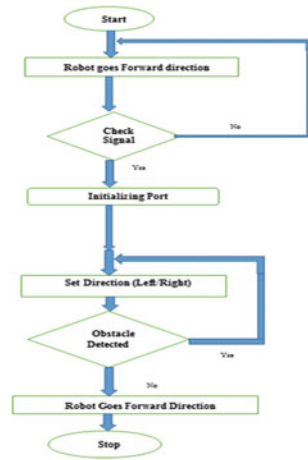 Start
Robot goes Forward direction
Check
Signal
No
Yes
Initializing Port
Set Direction (Left/Right)
Obstacle
Detected
Yes
No
Robot Goes Forward Direction
Stop